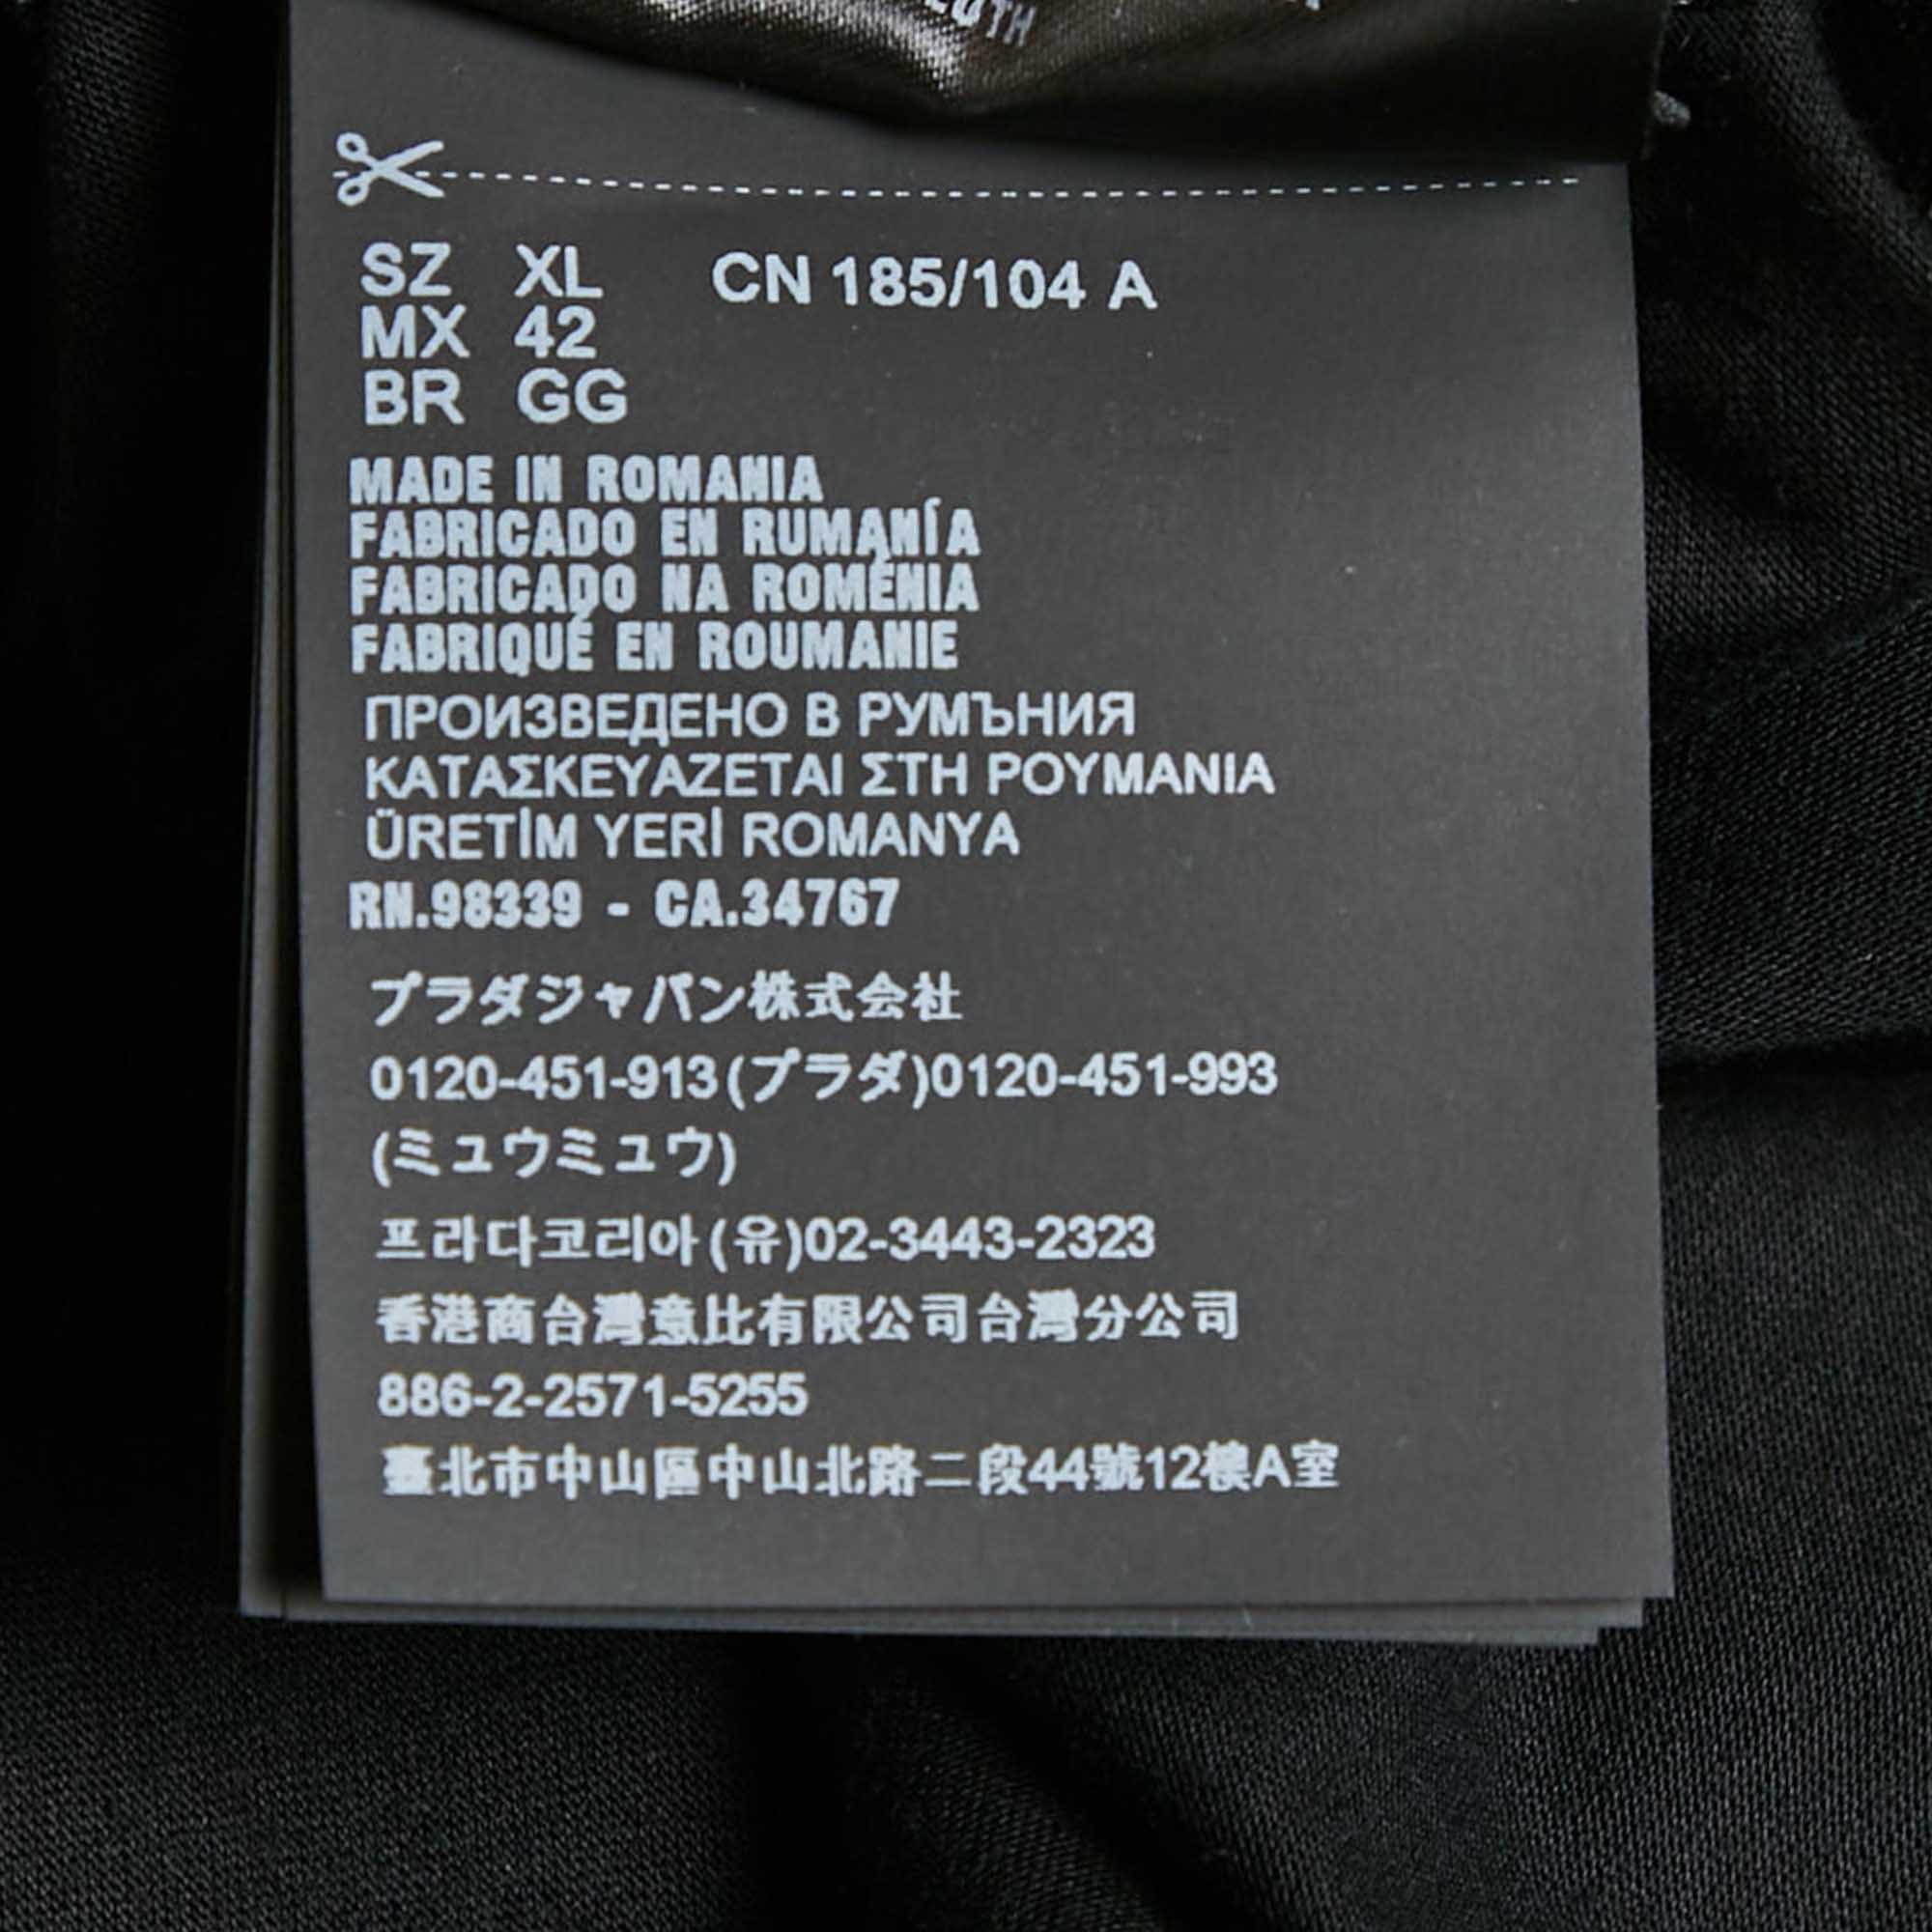 SZ XL CN 185/104 A
MX 42
BR GG
MADE IN ROMANIA
FABRICADO EN RUMANÍA
FABRICADO NA ROMÉNIA
FABRIQUÉ EN ROUMANIE
ПРОИЗВЕДЕНО В РУМЪНИЯ
ΚΑΤΑΣΚΕΥΑΖΕΤΑΙ ΣΤΗ ΡΟΥΜΑΝΙΑ
ÜRETİM YERİ ROMANYA
RN.98339 - CA.34767
プラダジャパン株式会社
0120-451-913(プラダ)0120-451-993
(ミュウミュウ)
프라다코리아(유)02-3443-2323
香港商台灣意比有限公司台灣分公司
886-2-2571-5255
臺北市中山區中山北路二段44號12樓A室